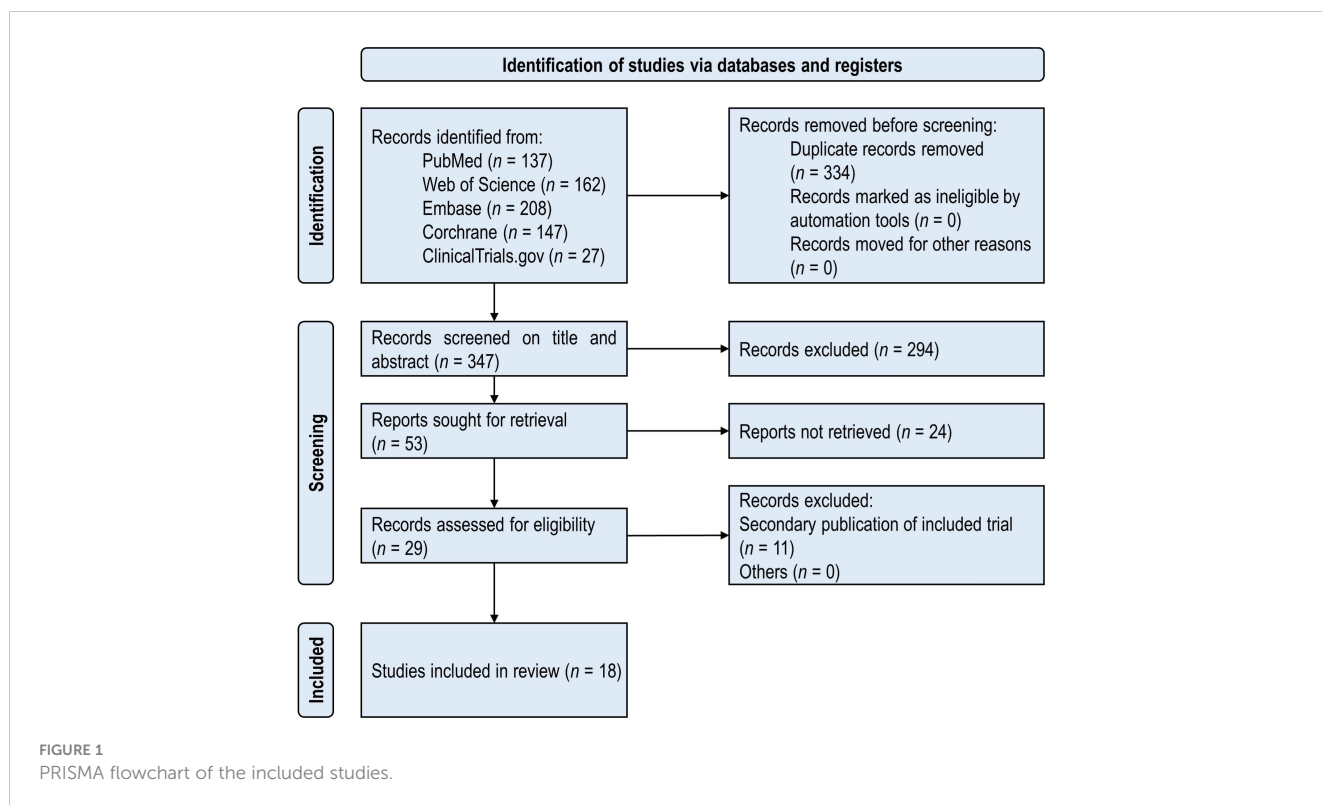 Identification of studies via databases and registers
Identification
Records identified from:
PubMed (n = 137)
Web of Science (n = 162)
Embase (n = 208)
Corchrane (n = 147)
ClinicalTrials.gov (n = 27)
Records removed before screening:
Duplicate records removed
(n = 334)
Records marked as ineligible by
automation tools (n = 0)
Records moved for other reasons
(n = 0)
Screening
Records screened on title and
abstract (n = 347)
Records excluded (n = 294)
Reports sought for retrieval
(n = 53)
Reports not retrieved (n = 24)
Records assessed for eligibility
(n = 29)
Records excluded:
Secondary publication of included trial
(n = 11)
Others (n = 0)
Included
Studies included in review (n = 18)
FIGURE 1
PRISMA flowchart of the included studies.